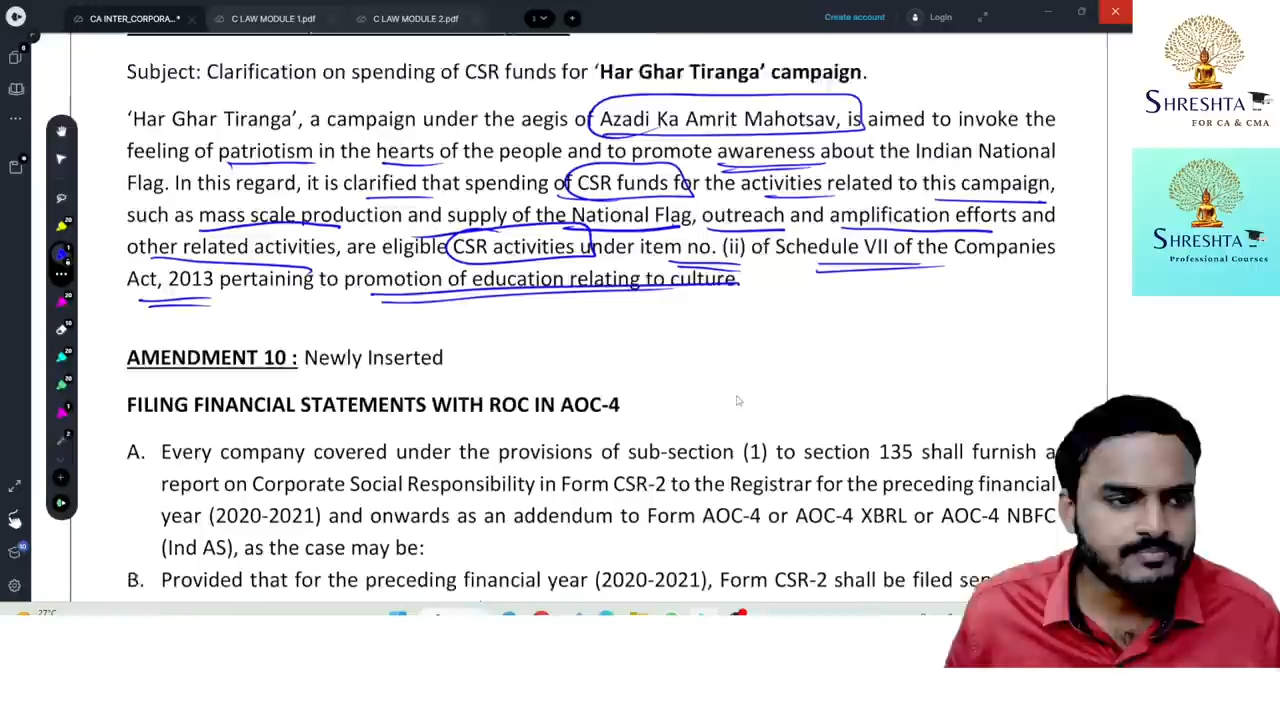 CA INTER_CORPORA...*
C LAW MODULE 1.pdf
C LAW MODULE 2.pdf
3
Create account
Login
Subject: Clarification on spending of CSR funds for ‘Har Ghar Tiranga’ campaign.
‘Har Ghar Tiranga’, a campaign under the aegis of Azadi Ka Amrit Mahotsav, is aimed to invoke the
feeling of patriotism in the hearts of the people and to promote awareness about the Indian National
Flag. In this regard, it is clarified that spending of CSR funds for the activities related to this campaign,
such as mass scale production and supply of the National Flag, outreach and amplification efforts and
other related activities, are eligible CSR activities under item no. (ii) of Schedule VII of the Companies
Act, 2013 pertaining to promotion of education relating to culture.
AMENDMENT 10 : Newly Inserted
FILING FINANCIAL STATEMENTS WITH ROC IN AOC-4
A. Every company covered under the provisions of sub-section (1) to section 135 shall furnish a
report on Corporate Social Responsibility in Form CSR-2 to the Registrar for the preceding financial
year (2020-2021) and onwards as an addendum to Form AOC-4 or AOC-4 XBRL or AOC-4 NBFC
(Ind AS), as the case may be:
B. Provided that for the preceding financial year (2020-2021), Form CSR-2 shall be filed
27°C
SHRESHTA
FOR CA & CMA
SHRESHTA
Professional Courses